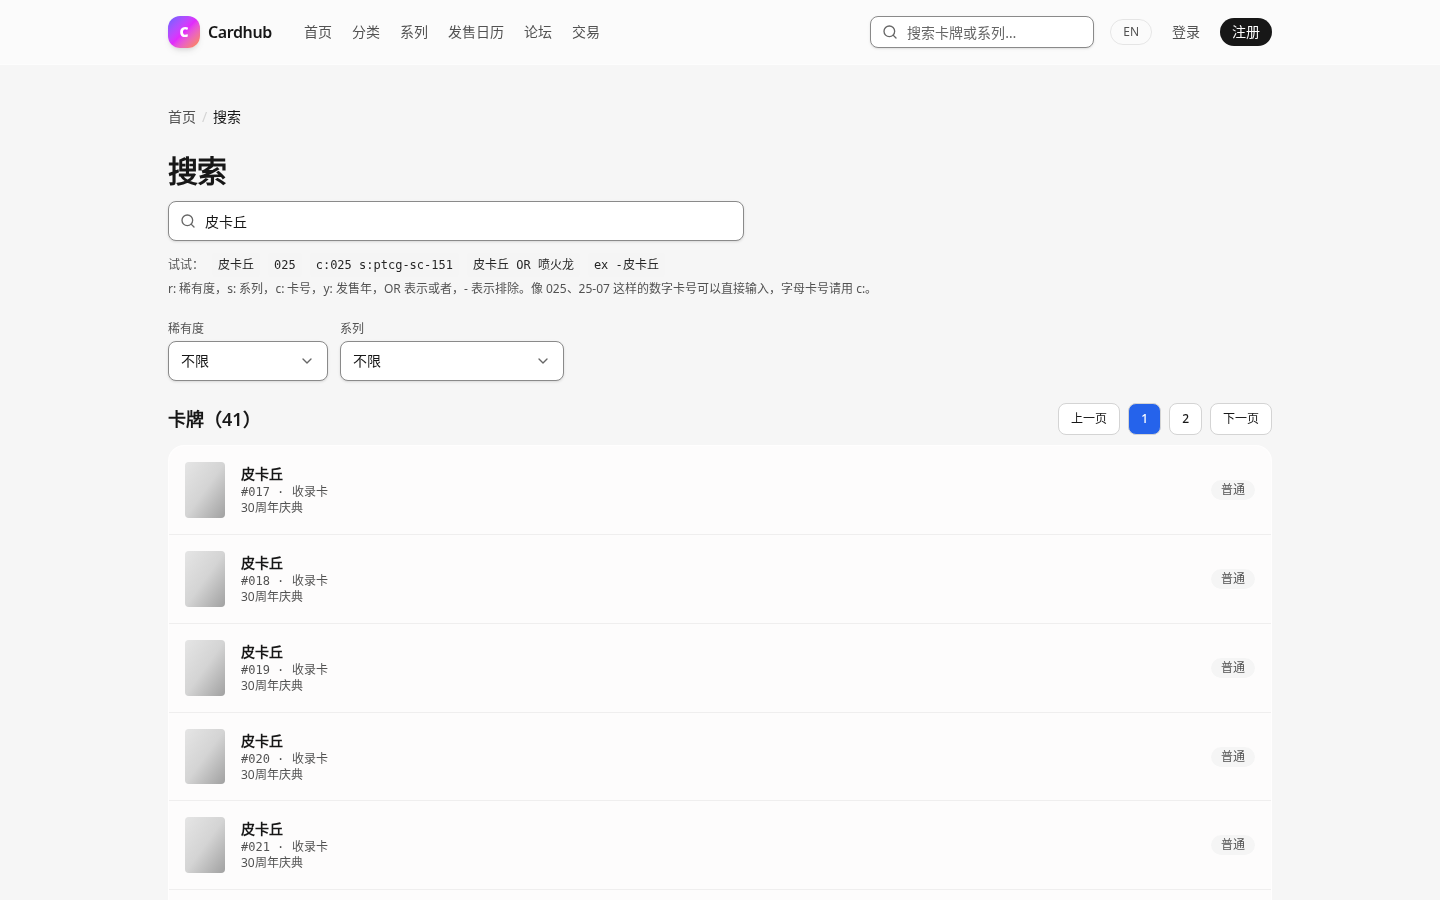 C Cardhub 首页 分类 系列 发售日历 论坛 交易 搜索卡牌或系列... EN 登录 注册
首页 / 搜索
搜索
皮卡丘
试试： 皮卡丘 025 c:025 s:ptcg-sc-151 皮卡丘 OR 喷火龙 ex -皮卡丘
r: 稀有度，s: 系列，c: 卡号，y: 发售年，OR 表示或者，- 表示排除。像 025、25-07 这样的数字卡号可以直接输入，字母卡号请用 c:。
稀有度 系列
不限 不限
卡牌（41） 上一页 1 2 下一页
皮卡丘
#017 · 收录卡
30周年庆典
普通
皮卡丘
#018 · 收录卡
30周年庆典
普通
皮卡丘
#019 · 收录卡
30周年庆典
普通
皮卡丘
#020 · 收录卡
30周年庆典
普通
皮卡丘
#021 · 收录卡
30周年庆典
普通